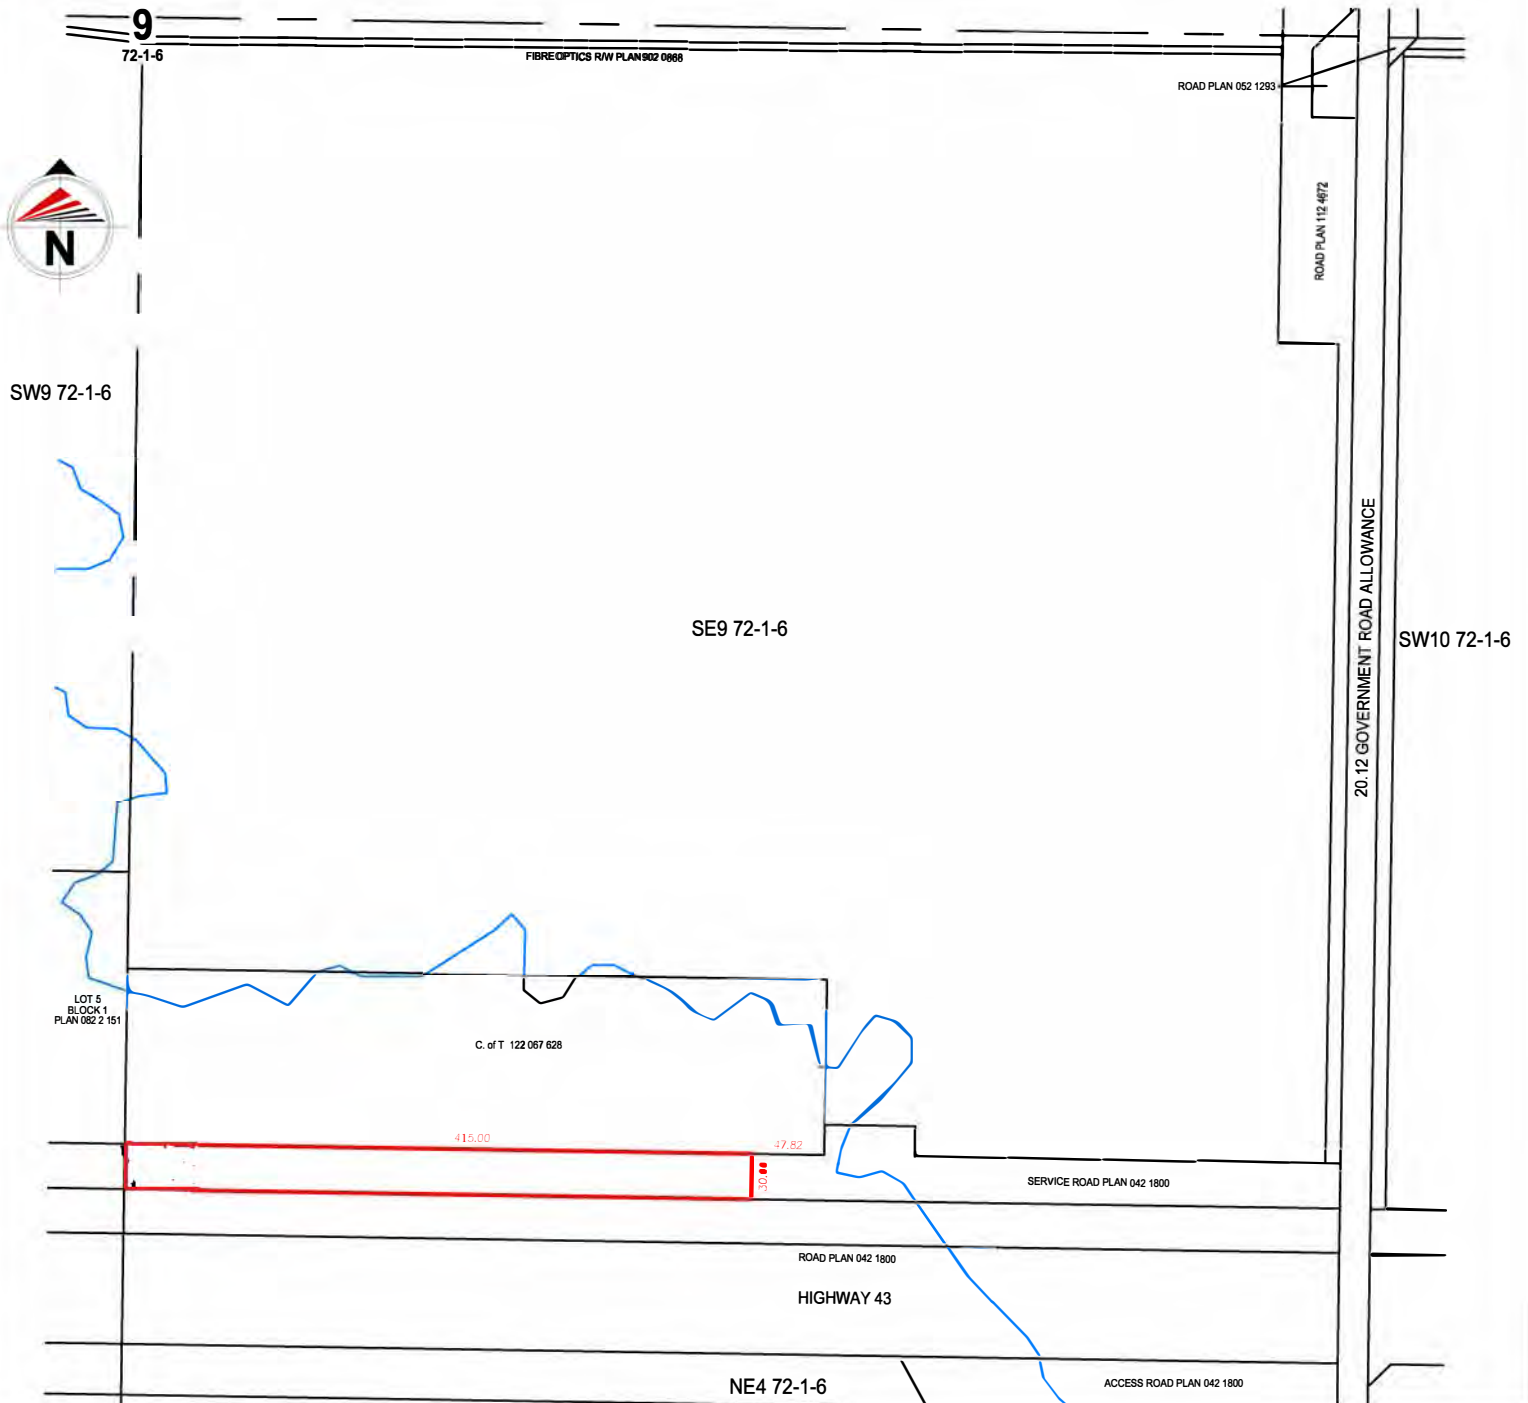 9
72-1-6
FIBREOPTICS R/W PLAN 902 0868
ROAD PLAN 052 1293
ROAD PLAN 112 4672
N
SW9 72-1-6
20.12 GOVERNMENT ROAD ALLOWANCE
SE9 72-1-6
SW10 72-1-6
LOT 5
BLOCK 1
PLAN 082 2 151
C. of T 122 067 628
415.00
47.82
30.00
SERVICE ROAD PLAN 042 1800
ROAD PLAN 042 1800
HIGHWAY 43
NE4 72-1-6
ACCESS ROAD PLAN 042 1800